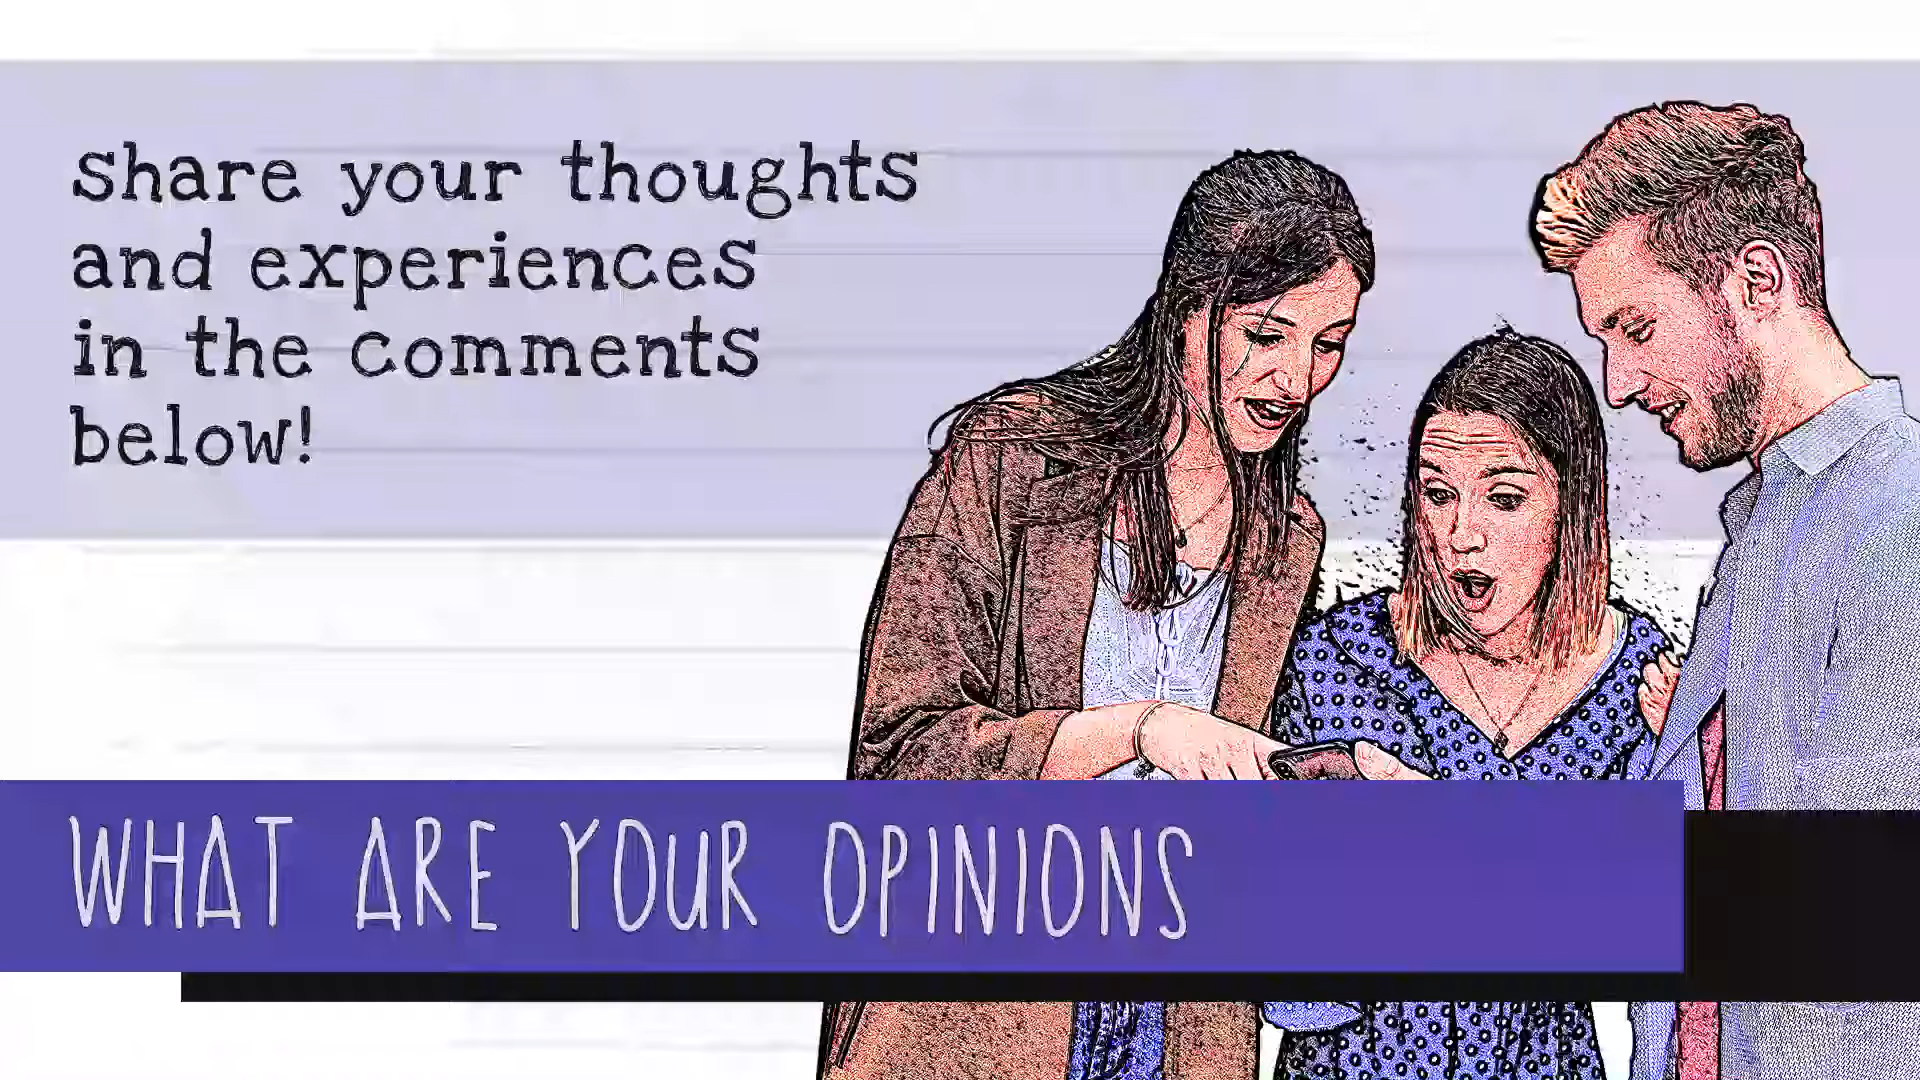 share your thoughts
and experiences
in the comments
below!
WHAT ARE YOUR OPINIONS